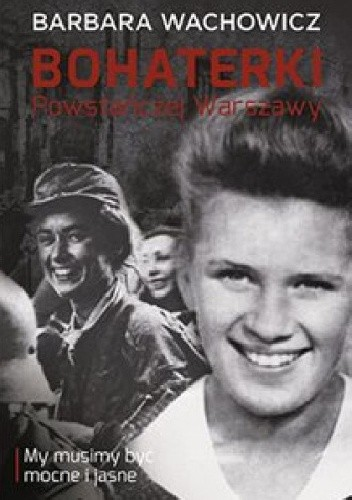 BARBARA WACHOWICZ
BOHATERKI
Powstańczej Warszawy
My musimy być
mocne i jasne